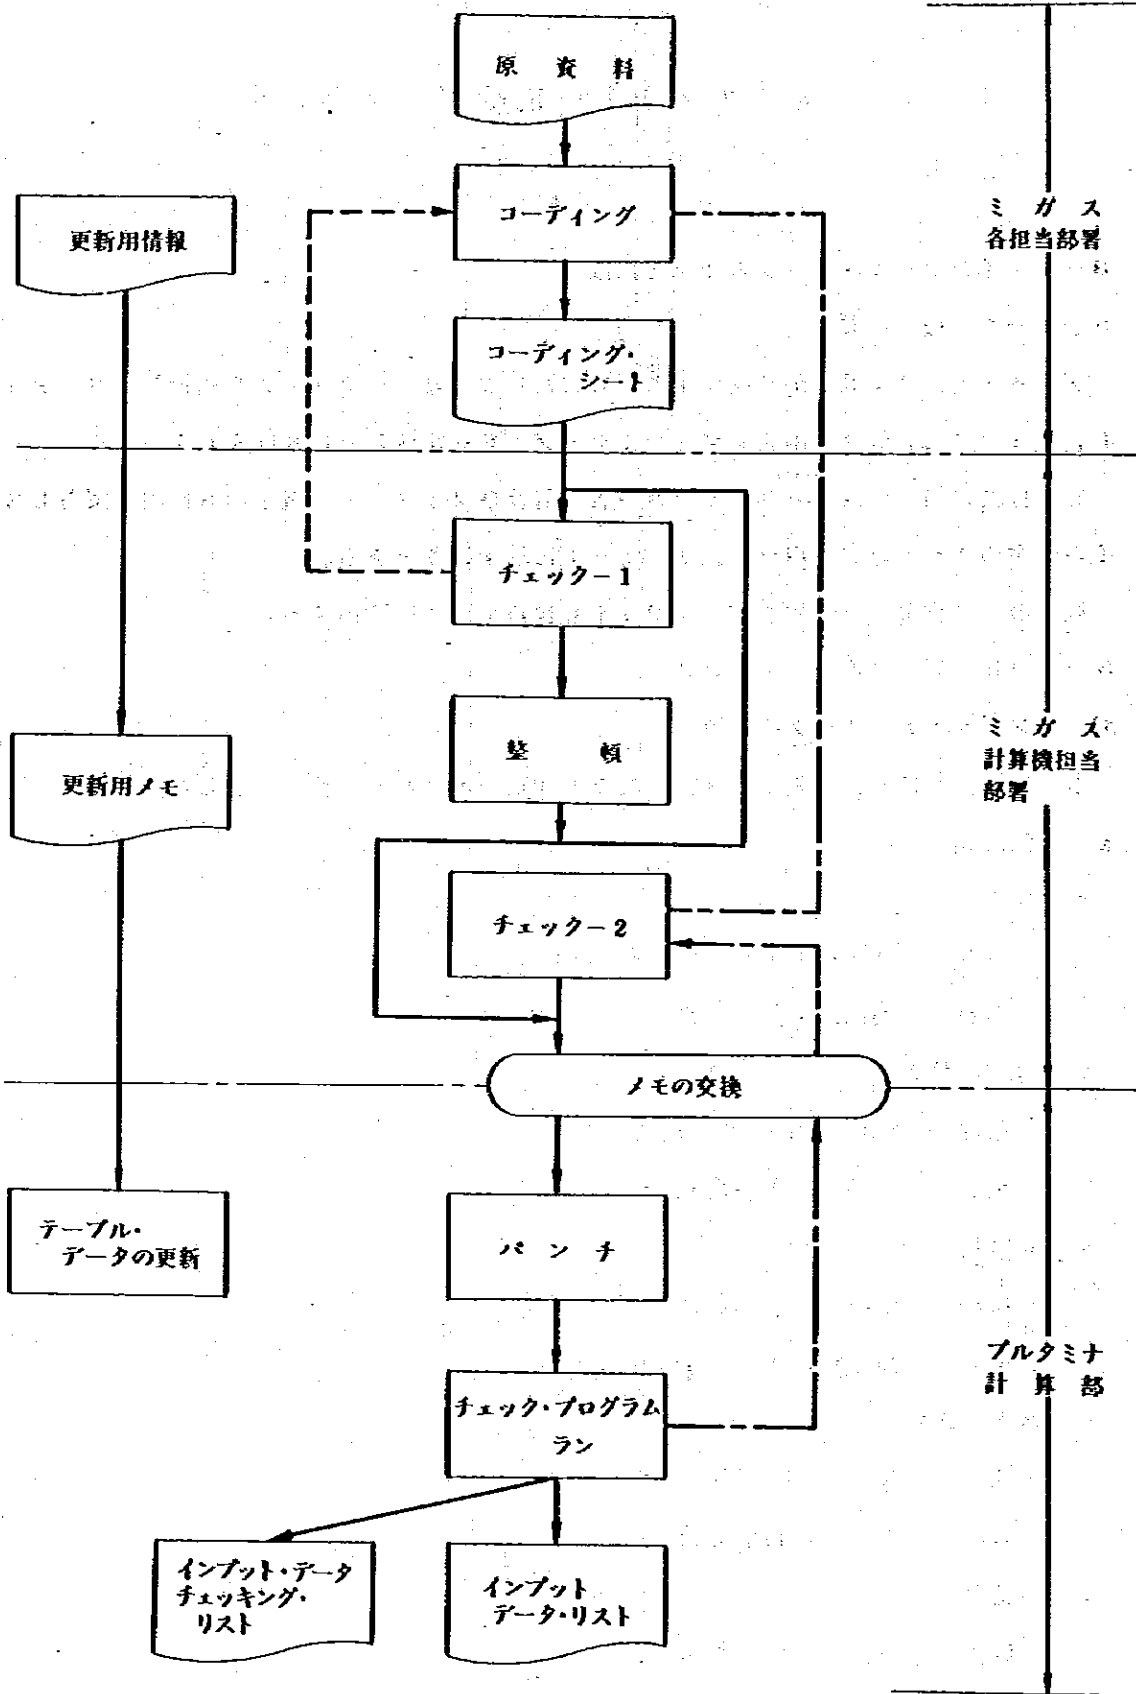 原資料
コーディング
ミガス
各担当部署
更新用情報
コーディング・
シート
チェック-1
整頓
ミガス
計算機担当
部署
更新用メモ
チェック-2
メモの交換
テーブル・
データの更新
パンチ
プルタミナ
計算部
チェック・プログラム
ラン
インプット・データ
チェッキング・
リスト
インプット
データ・リスト